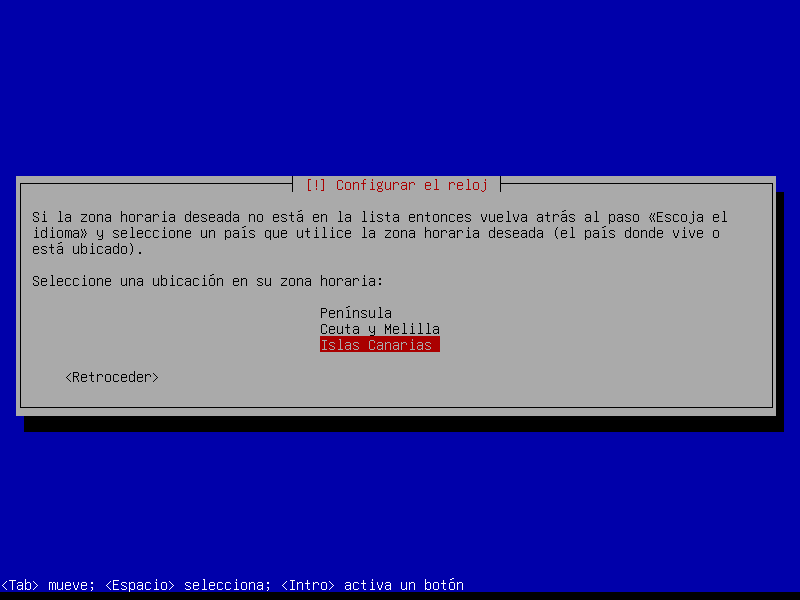 [!] Configurar el reloj
Si la zona horaria deseada no está en la lista entonces vuelva atrás al paso «Escoja el
idioma» y seleccione un país que utilice la zona horaria deseada (el país donde vive o
está ubicado).
Seleccione una ubicación en su zona horaria:
Península
Ceuta y Melilla
Islas Canarias
<Retroceder>
<Tab> mueve; <Espacio> selecciona; <Intro> activa un botón